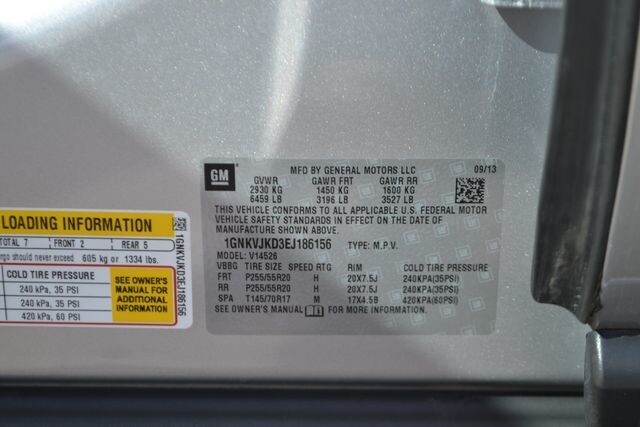 LOADING INFORMATION
TOTAL 7 FRONT 2 REAR 5
should never exceed 605 kg or 1334 lbs.
COLD TIRE PRESSURE
240 kPa, 35 PSI
240 kPa, 35 PSI
420 kPa, 60 PSI
SEE OWNER'S
MANUAL FOR
ADDITIONAL
INFORMATION
1GNKVJKD3EJ186156
GM
MFD BY GENERAL MOTORS LLC 09/13
GVWR GAWR FRT GAWR RR
2930 KG 1450 KG 1600 KG
6459 LB 3196 LB 3527 LB
THIS VEHICLE CONFORMS TO ALL APPLICABLE U.S. FEDERAL MOTOR
VEHICLE SAFETY AND THEFT PREVENTION STANDARDS IN EFFECT ON THE DATE OF
MANUFACTURE SHOWN ABOVE.
1GNKVJKD3EJ186156 TYPE: M.P.V.
MODEL: V14526
VBBG TIRE SIZE SPEED RTG RIM COLD TIRE PRESSURE
FRT P255/55R20 H 20X7.5J 240KPA(35PSI)
RR P255/55R20 H 20X7.5J 240KPA(35PSI)
SPA T145/70R17 M 17X4.5B 420KPA(60PSI)
SEE OWNER'S MANUAL FOR MORE INFORMATION.